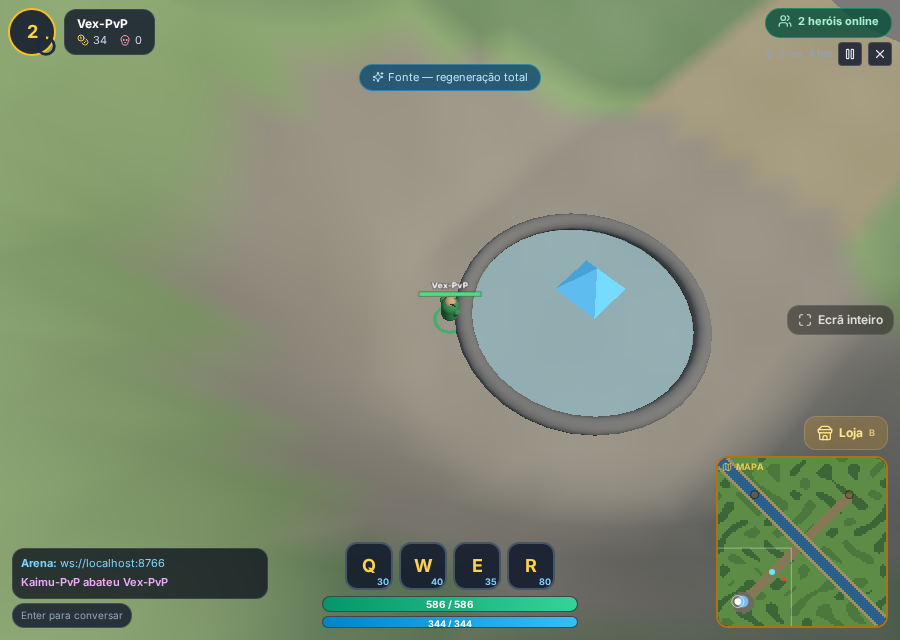 2
Vex-PvP
34
0
2 heróis online
Fonte — regeneração total
Vex-PvP
Ecrã inteiro
Loja B
MAPA
Arena: ws://localhost:8766
Kaimu-PvP abateu Vex-PvP
Enter para conversar
Q
30
W
40
E
35
R
80
586 / 586
344 / 344